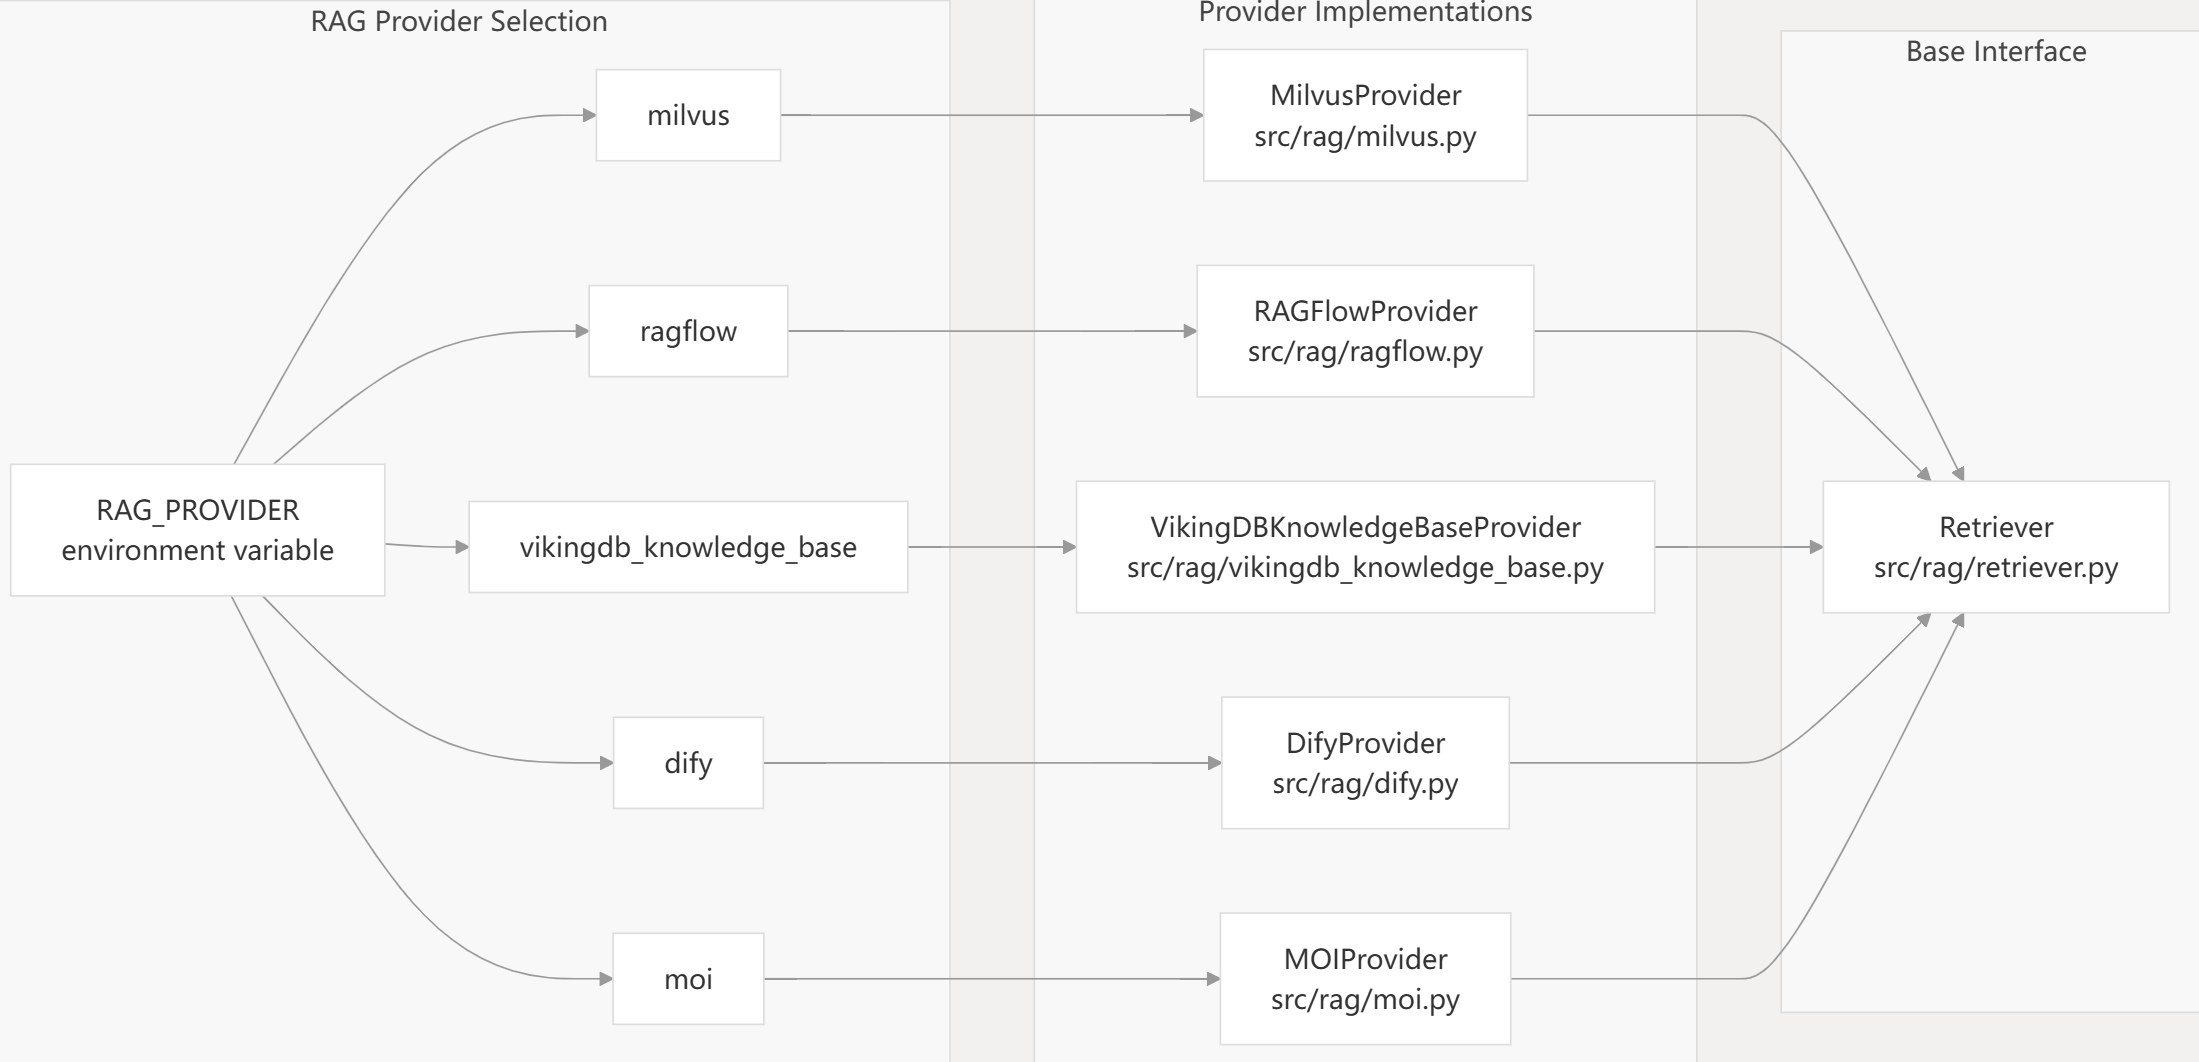 RAG Provider Selection
Provider Implementations
Base Interface
milvus
MilvusProvider
src/rag/milvus.py
ragflow
RAGFlowProvider
src/rag/ragflow.py
RAG_PROVIDER
environment variable
vikingdb_knowledge_base
VikingDBKnowledgeBaseProvider
src/rag/vikingdb_knowledge_base.py
Retriever
src/rag/retriever.py
dify
DifyProvider
src/rag/dify.py
moi
MOIProvider
src/rag/moi.py